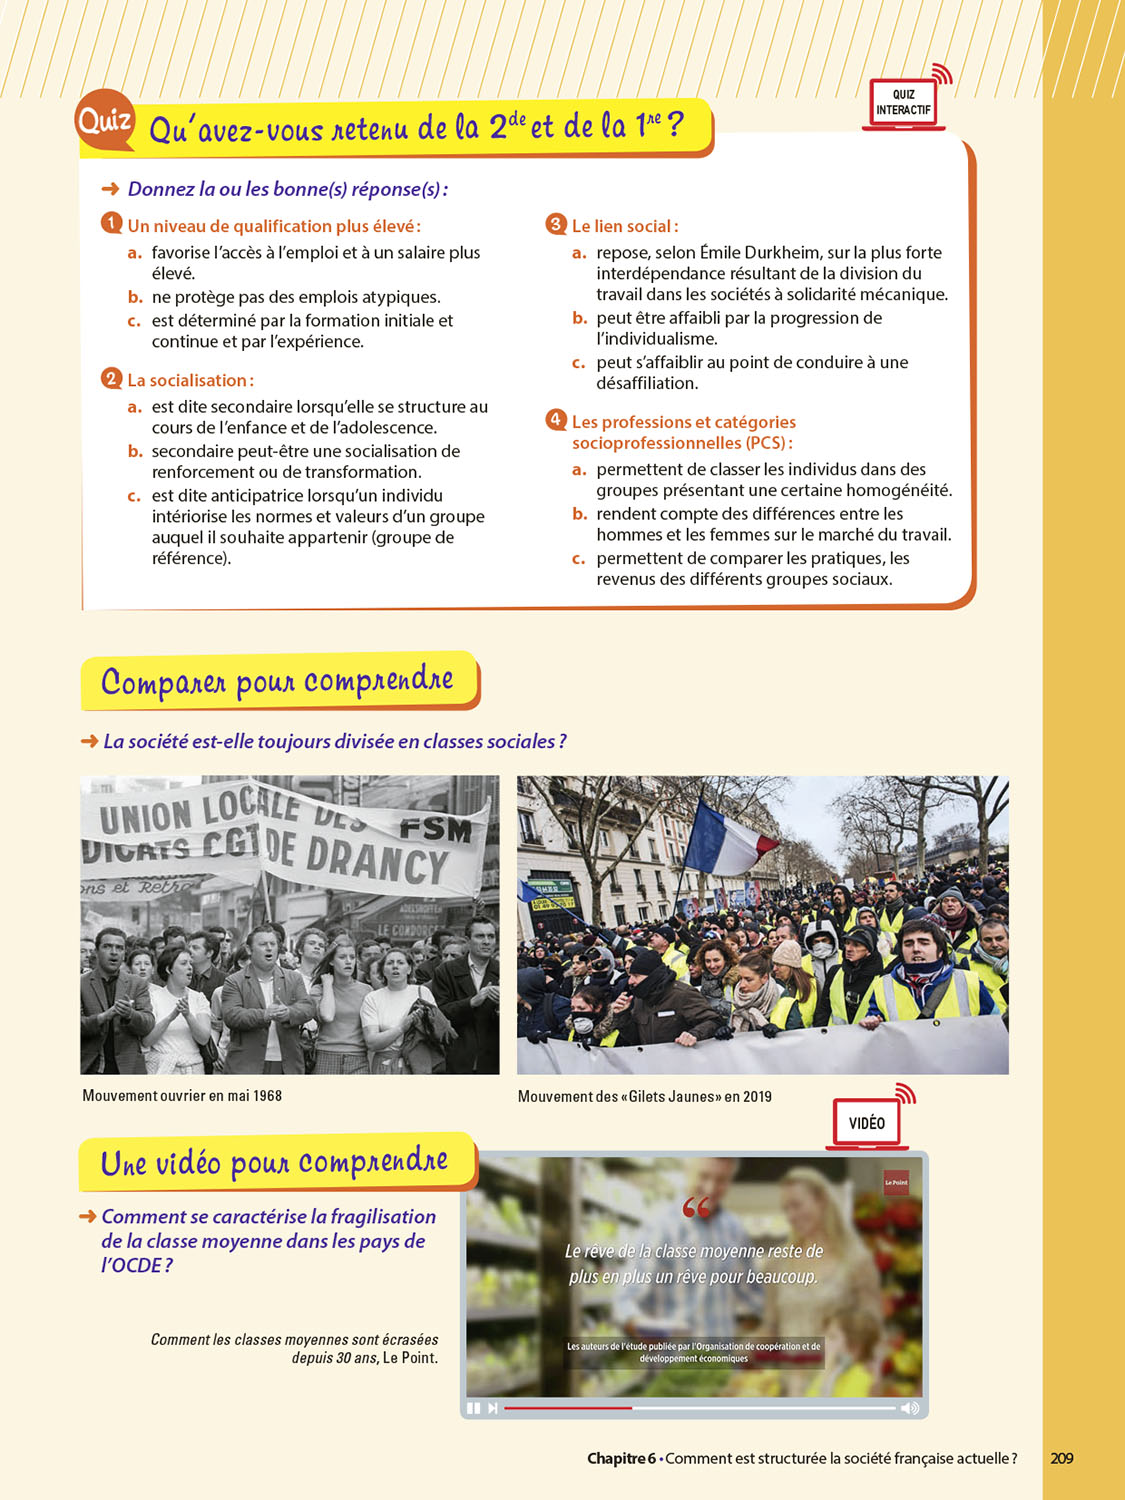 QUIZ
INTERACTIF
Quiz
Qu'avez-vous retenu de la 2de et de la 1re ?
➜ Donnez la ou les bonne(s) réponse(s) :
1 Un niveau de qualification plus élevé :
a. favorise l'accès à l'emploi et à un salaire plus
élevé.
b. ne protège pas des emplois atypiques.
c. est déterminé par la formation initiale et
continue et par l'expérience.
2 La socialisation :
a. est dite secondaire lorsqu'elle se structure au
cours de l'enfance et de l'adolescence.
b. secondaire peut-être une socialisation de
renforcement ou de transformation.
c. est dite anticipatrice lorsqu'un individu
intériorise les normes et valeurs d'un groupe
auquel il souhaite appartenir (groupe de
référence).
3 Le lien social :
a. repose, selon Émile Durkheim, sur la plus forte
interdépendance résultant de la division du
travail dans les sociétés à solidarité mécanique.
b. peut être affaibli par la progression de
l'individualisme.
c. peut s'affaiblir au point de conduire à une
désaffiliation.
4 Les professions et catégories
socioprofessionnelles (PCS) :
a. permettent de classer les individus dans des
groupes présentant une certaine homogénéité.
b. rendent compte des différences entre les
hommes et les femmes sur le marché du travail.
c. permettent de comparer les pratiques, les
revenus des différents groupes sociaux.
Comparer pour comprendre
➜ La société est-elle toujours divisée en classes sociales ?
UNION LOCALE DES FSM
DICATS CGT DE DRANCY
ons et Retra
LE CONDORCE
Mouvement ouvrier en mai 1968
Mouvement des «Gilets Jaunes» en 2019
VIDÉO
Une vidéo pour comprendre
➜ Comment se caractérise la fragilisation
de la classe moyenne dans les pays de
l'OCDE ?
Comment les classes moyennes sont écrasées
depuis 30 ans, Le Point.
Le Point
“
Le rêve de la classe moyenne reste de
plus en plus un rêve pour beaucoup.
Les auteurs de l'étude publiée par l'Organisation de coopération et de
développement économiques
Chapitre 6 • Comment est structurée la société française actuelle ? 209